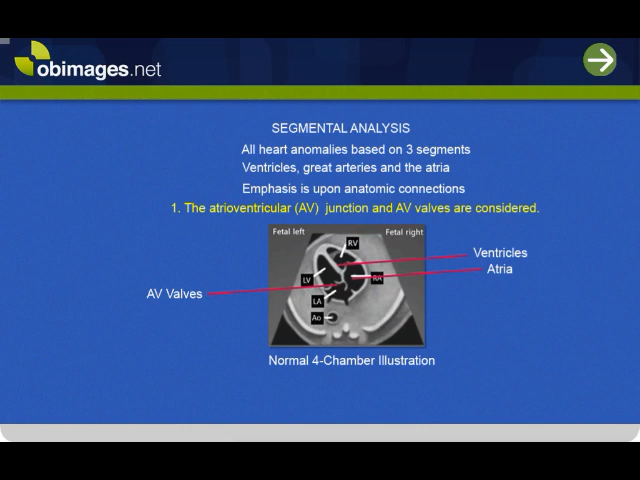 obimages.net
SEGMENTAL ANALYSIS
All heart anomalies based on 3 segments
Ventricles, great arteries and the atria
Emphasis is upon anatomic connections
1. The atrioventricular (AV) junction and AV valves are considered.
Fetal left
Fetal right
RV
Ventricles
LV
RA
Atria
AV Valves
LA
Ao
Normal 4-Chamber Illustration